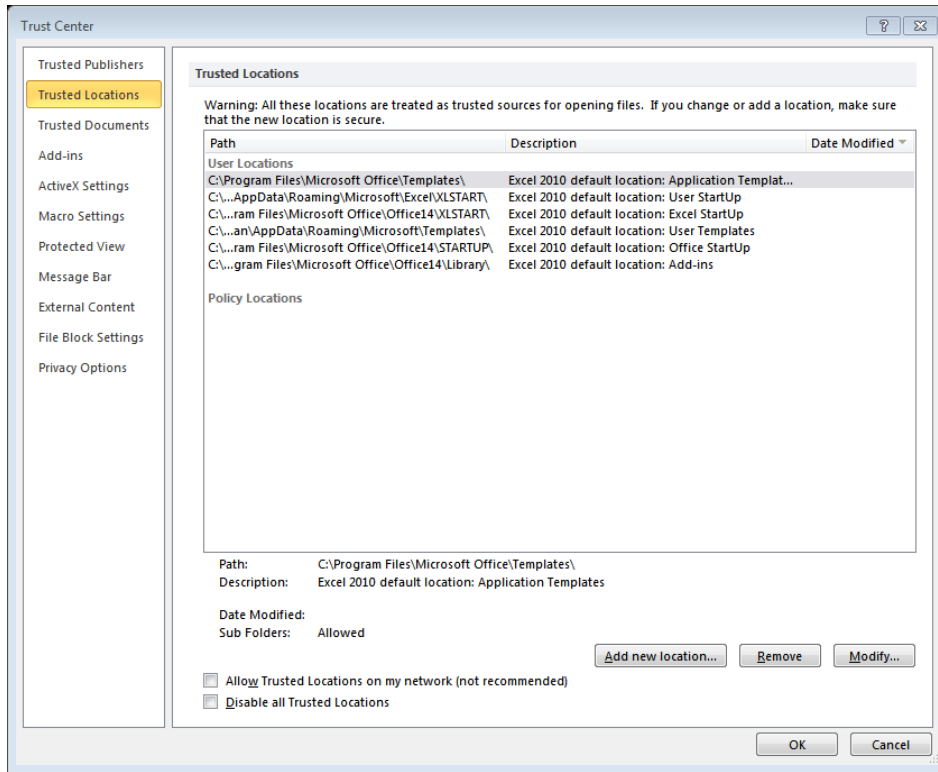 Trust Center
Trusted Publishers
Trusted Locations
Trusted Documents
Add-ins
ActiveX Settings
Macro Settings
Protected View
Message Bar
External Content
File Block Settings
Privacy Options
Trusted Locations
Warning: All these locations are treated as trusted sources for opening files. If you change or add a location, make sure
that the new location is secure.
Path Description Date Modified
User Locations
C:\Program Files\Microsoft Office\Templates\ Excel 2010 default location: Application Templat...
C:\...AppData\Roaming\Microsoft\Excel\XLSTART\ Excel 2010 default location: User StartUp
C:\...ram Files\Microsoft Office\Office14\XLSTART\ Excel 2010 default location: Excel StartUp
C:\...an\AppData\Roaming\Microsoft\Templates\ Excel 2010 default location: User Templates
C:\...ram Files\Microsoft Office\Office14\STARTUP\ Excel 2010 default location: Office StartUp
C:\...gram Files\Microsoft Office\Office14\Library\ Excel 2010 default location: Add-ins
Policy Locations
Path: C:\Program Files\Microsoft Office\Templates\
Description: Excel 2010 default location: Application Templates
Date Modified:
Sub Folders: Allowed
Add new location... Remove Modify...
Allow Trusted Locations on my network (not recommended)
Disable all Trusted Locations
OK Cancel